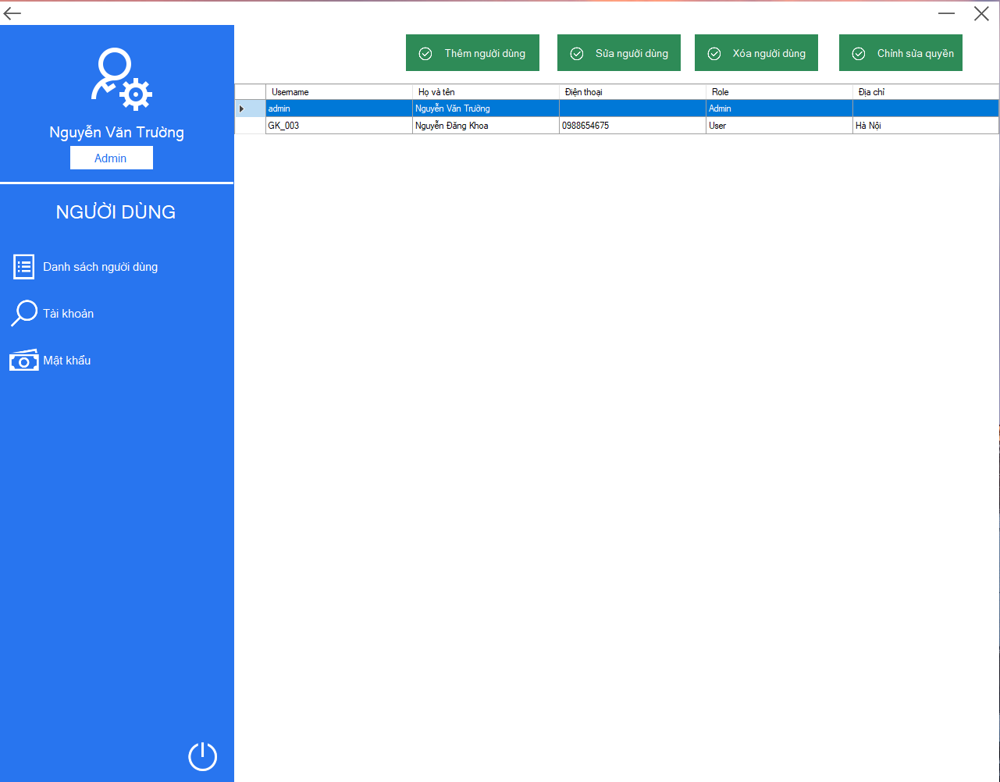 Thêm người dùng Sửa người dùng Xóa người dùng Chỉnh sửa quyền
Nguyễn Văn Trường
Admin
NGƯỜI DÙNG
Danh sách người dùng
Tài khoản
Mật khẩu
Username Họ và tên Điện thoại Role Địa chỉ
admin Nguyễn Văn Trường Admin
GK_003 Nguyễn Đăng Khoa 0988654675 User Hà Nội